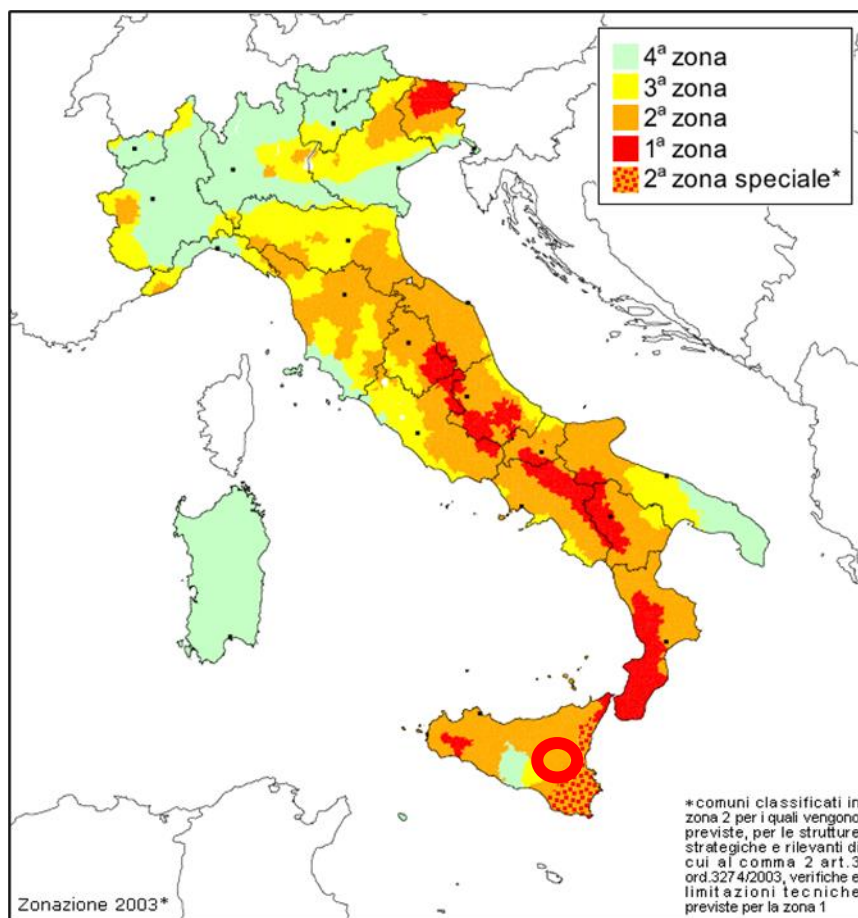 4ª zona
3ª zona
2ª zona
1ª zona
2ª zona speciale*
*comuni classificati in
zona 2 per i quali vengono
previste, per le strutture
strategiche e rilevanti di
cui al comma 2 art.3
ord.3274/2003, verifiche e
limitazioni tecniche
previste per la zona 1
Zonazione 2003*